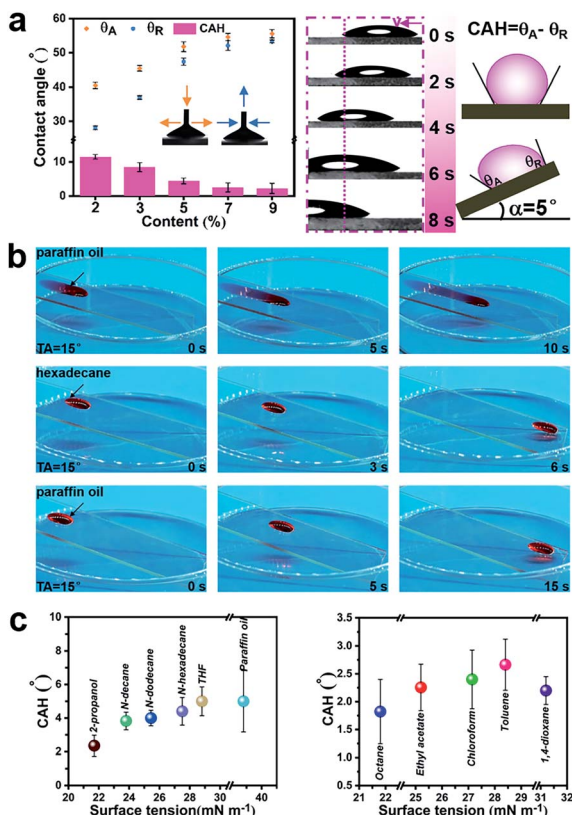 a
θA θR CAH
Contact angle (°)
60
50
40
30
10
0
2 3 5 7 9
Content (%)
V
0 s
2 s
4 s
6 s
8 s
CAH=θA- θR
θA
θR
α=5°
b
paraffin oil
TA=15° 0 s
5 s
10 s
hexadecane
TA=15° 0 s
3 s
6 s
paraffin oil
TA=15° 0 s
5 s
15 s
c
CAH (°)
10
8
6
4
2
0
2-propanol
N-decane
N-dodecane
N-hexadecane
THF
Paraffin oil
20 22 24 26 28 30 40
Surface tension(mN m-1)
CAH (°)
3.5
3.0
2.5
2.0
1.5
1.0
0.5
Octane
Ethyl acetate
Chloroform
Toluene
1,4-dioxane
22 25 26 27 28 29 31 32
Surface tension(mN m-1)